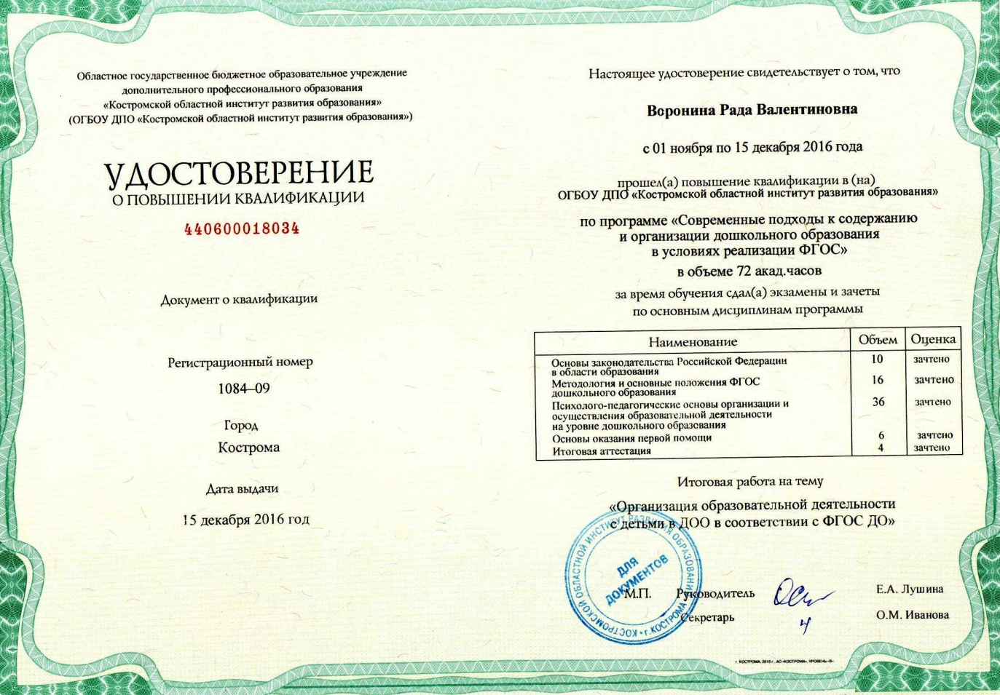 Областное государственное бюджетное образовательное учреждение
дополнительного профессионального образования
«Костромской областной институт развития образования»
(ОГБОУ ДПО «Костромской областной институт развития образования»)
УДОСТОВЕРЕНИЕ
О ПОВЫШЕНИИ КВАЛИФИКАЦИИ
440600018034
Документ о квалификации
Регистрационный номер
1084–09
Город
Кострома
Дата выдачи
15 декабря 2016 год
Настоящее удостоверение свидетельствует о том, что
Воронина Рада Валентиновна
с 01 ноября по 15 декабря 2016 года
прошел(а) повышение квалификации в (на)
ОГБОУ ДПО «Костромской областной институт развития образования»
по программе «Современные подходы к содержанию
и организации дошкольного образования
в условиях реализации ФГОС»
в объеме 72 акад.часов
за время обучения сдал(а) экзамены и зачеты
по основным дисциплинам программы
Наименование Объем Оценка
Основы законодательства Российской Федерации 10 зачтено
в области образования
Методология и основные положения ФГОС 16 зачтено
дошкольного образования
Психолого-педагогические основы организации и 36 зачтено
осуществления образовательной деятельности
на уровне дошкольного образования
Основы оказания первой помощи 6 зачтено
Итоговая аттестация 4 зачтено
Итоговая работа на тему
«Организация образовательной деятельности
с детьми в ДОО в соответствии с ФГОС ДО»
КОСТРОМСКОЙ ОБЛАСТНОЙ ИНСТИТУТ РАЗВИТИЯ ОБРАЗОВАНИЯ • г. КОСТРОМА •
ДЛЯ
ДОКУМЕНТОВ
М.П. Руководитель Е.А. Лушина
Секретарь О.М. Иванова
г. КОСТРОМА, 2016 г., АО «КОСТРОМА», УРОВЕНЬ «В»